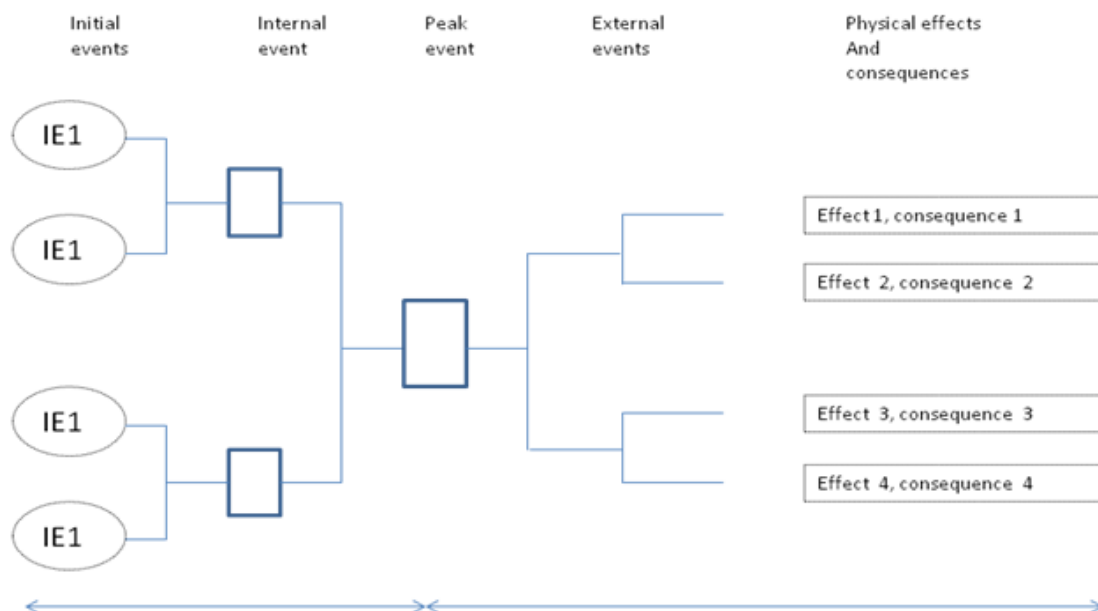 Initial
events
Internal
event
Peak
event
External
events
Physical effects
And
consequences
IE1
IE1
IE1
IE1
Effect 1, consequence 1
Effect 2, consequence 2
Effect 3, consequence 3
Effect 4, consequence 4